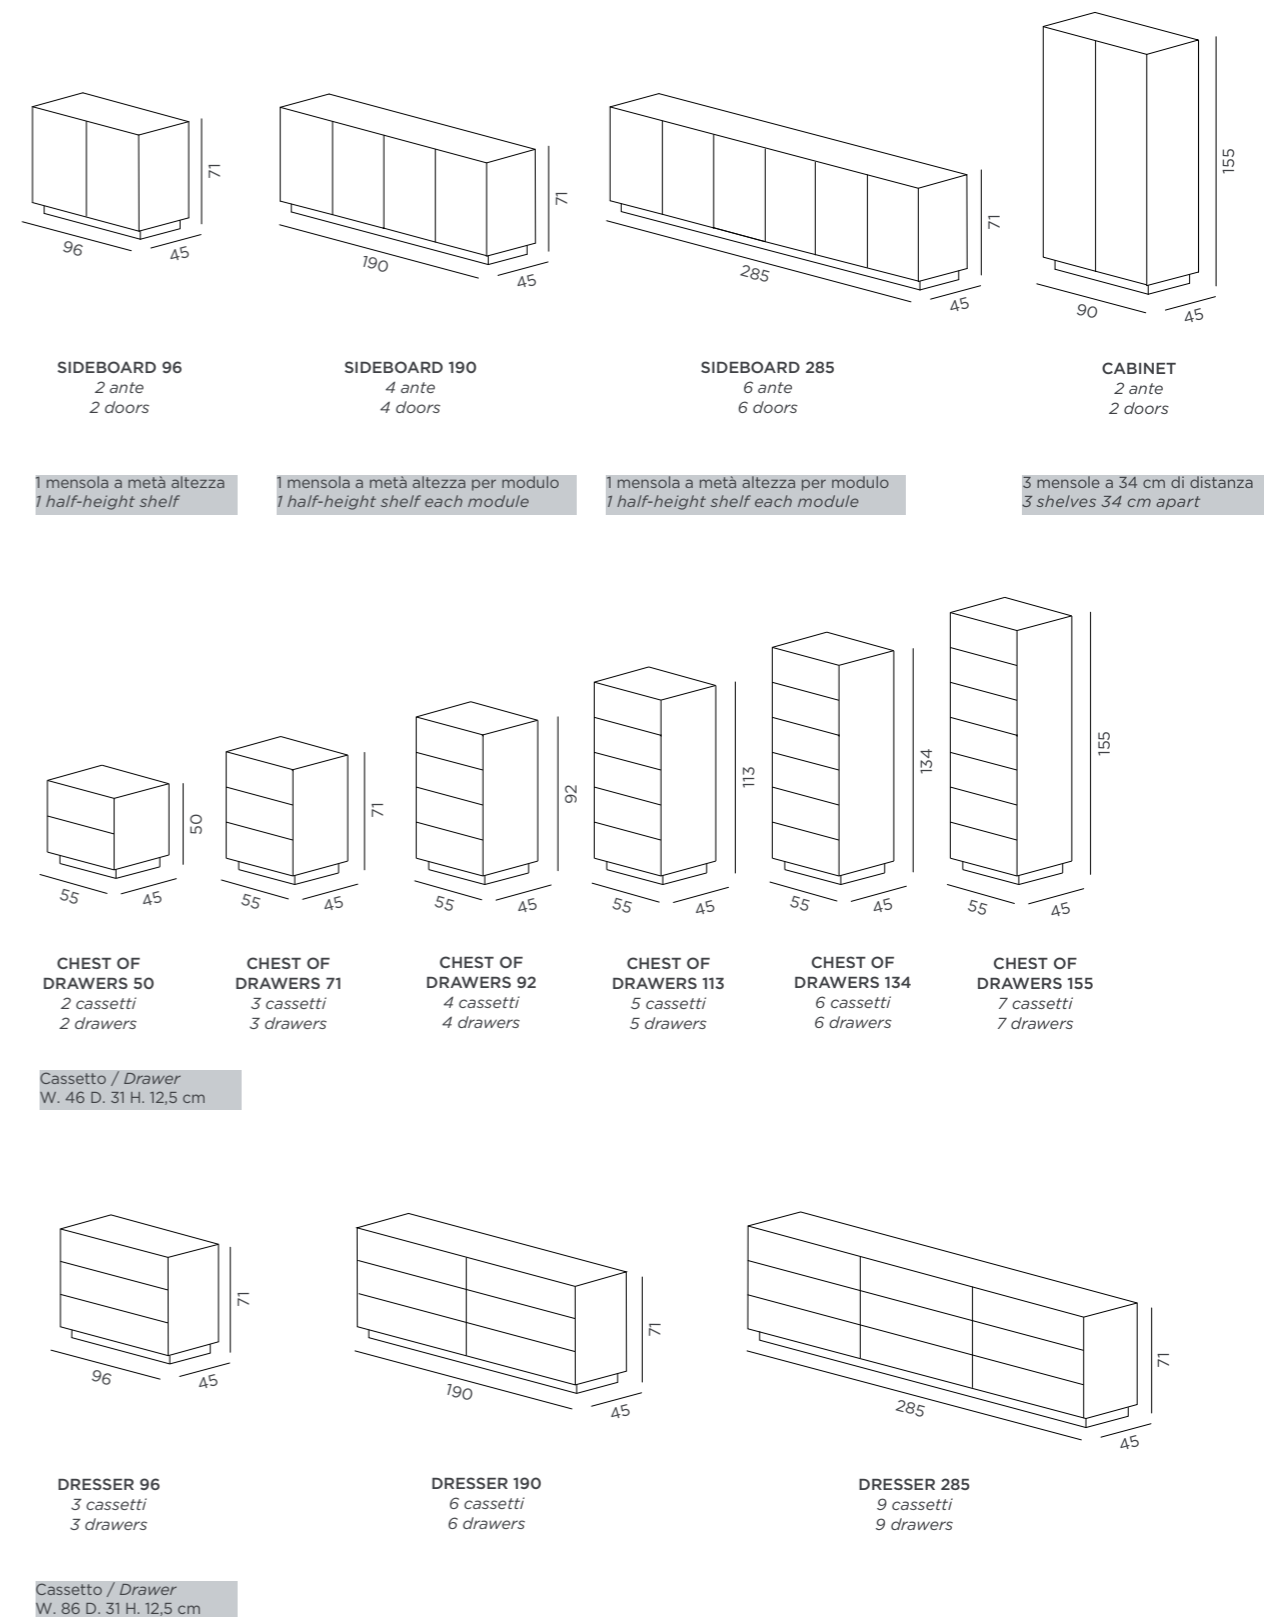 71
96
45
71
190
45
71
285
45
155
90
45
SIDEBOARD 96
2 ante
2 doors
SIDEBOARD 190
4 ante
4 doors
SIDEBOARD 285
6 ante
6 doors
CABINET
2 ante
2 doors
1 mensola a metà altezza
1 half-height shelf
1 mensola a metà altezza per modulo
1 half-height shelf each module
1 mensola a metà altezza per modulo
1 half-height shelf each module
3 mensole a 34 cm di distanza
3 shelves 34 cm apart
50
55
45
71
55
45
92
55
45
113
55
45
134
55
45
155
55
45
CHEST OF
DRAWERS 50
2 cassetti
2 drawers
CHEST OF
DRAWERS 71
3 cassetti
3 drawers
CHEST OF
DRAWERS 92
4 cassetti
4 drawers
CHEST OF
DRAWERS 113
5 cassetti
5 drawers
CHEST OF
DRAWERS 134
6 cassetti
6 drawers
CHEST OF
DRAWERS 155
7 cassetti
7 drawers
Cassetto / Drawer
W. 46 D. 31 H. 12,5 cm
71
96
45
71
190
45
71
285
45
DRESSER 96
3 cassetti
3 drawers
DRESSER 190
6 cassetti
6 drawers
DRESSER 285
9 cassetti
9 drawers
Cassetto / Drawer
W. 86 D. 31 H. 12,5 cm